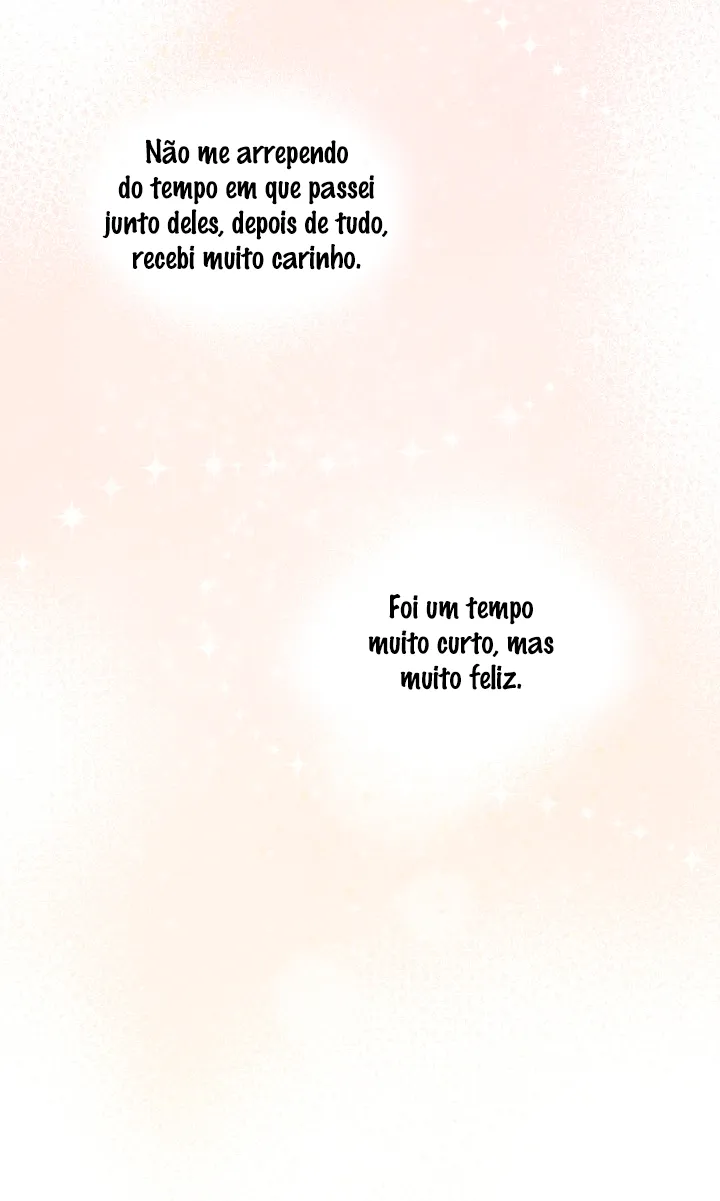 Não me arrependo
do tempo em que passei
junto deles, depois de tudo,
recebi muito carinho.
Foi um tempo
muito curto, mas
muito feliz.